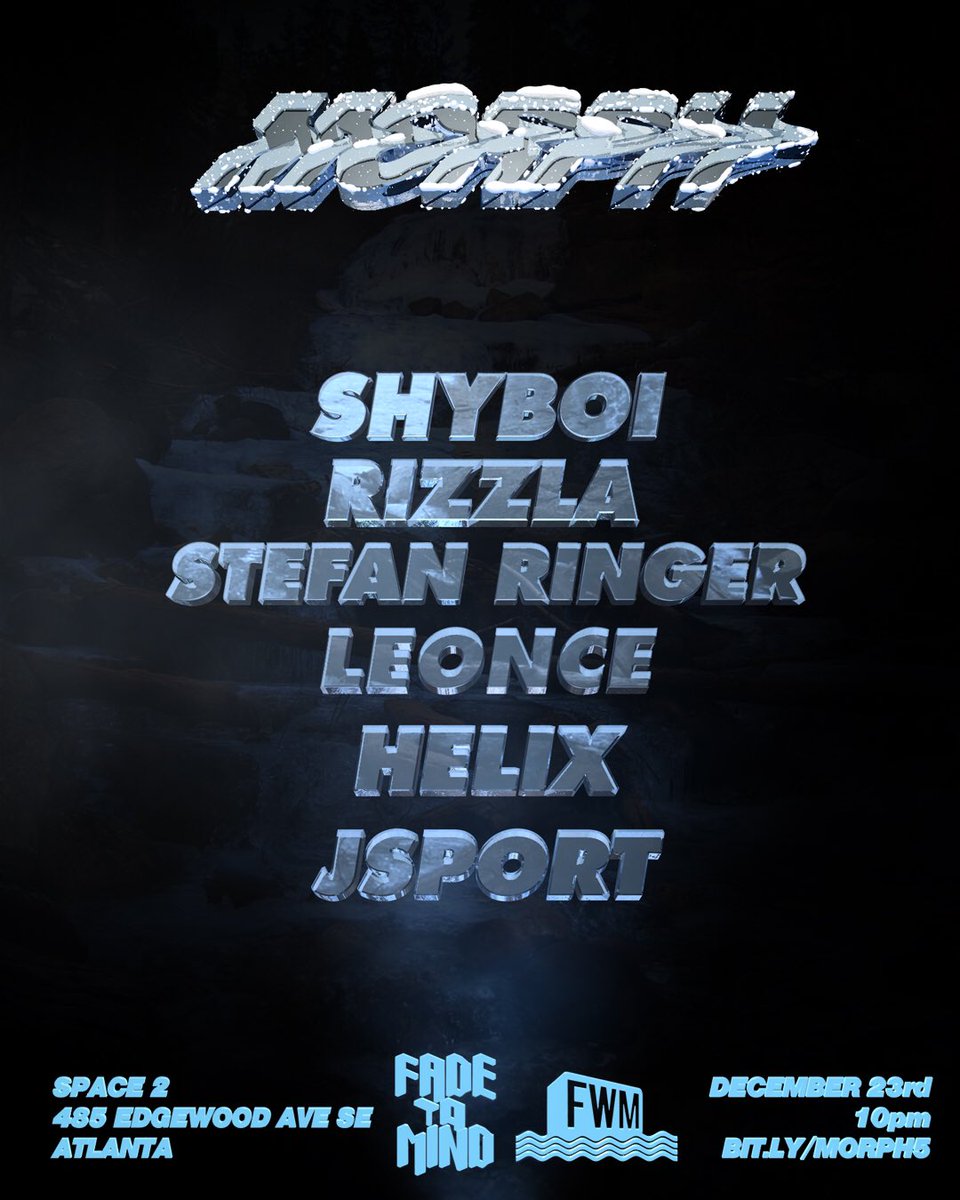 MORPH
SHYBOI
RIZZLA
STEFAN RINGER
LEONCE
HELIX
JSPORT
SPACE 2
485 EDGEWOOD AVE SE
ATLANTA
FADE
TA
MIND
FWM
DECEMBER 23rd
10pm
BIT.LY/MORPH5